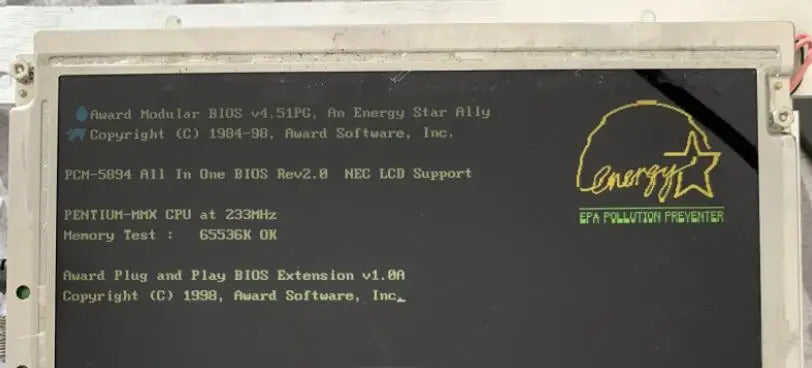 Award Modular BIOS v4.51PG, An Energy Star Ally
Copyright (C) 1984-98, Award Software, Inc.
energy
EPA POLLUTION PREVENTER
PCM-5894 All In One BIOS Rev2.0 NEC LCD Support
PENTIUM-MMX CPU at 233MHz
Memory Test : 65536K OK
Award Plug and Play BIOS Extension v1.0A
Copyright (C) 1998, Award Software, Inc.